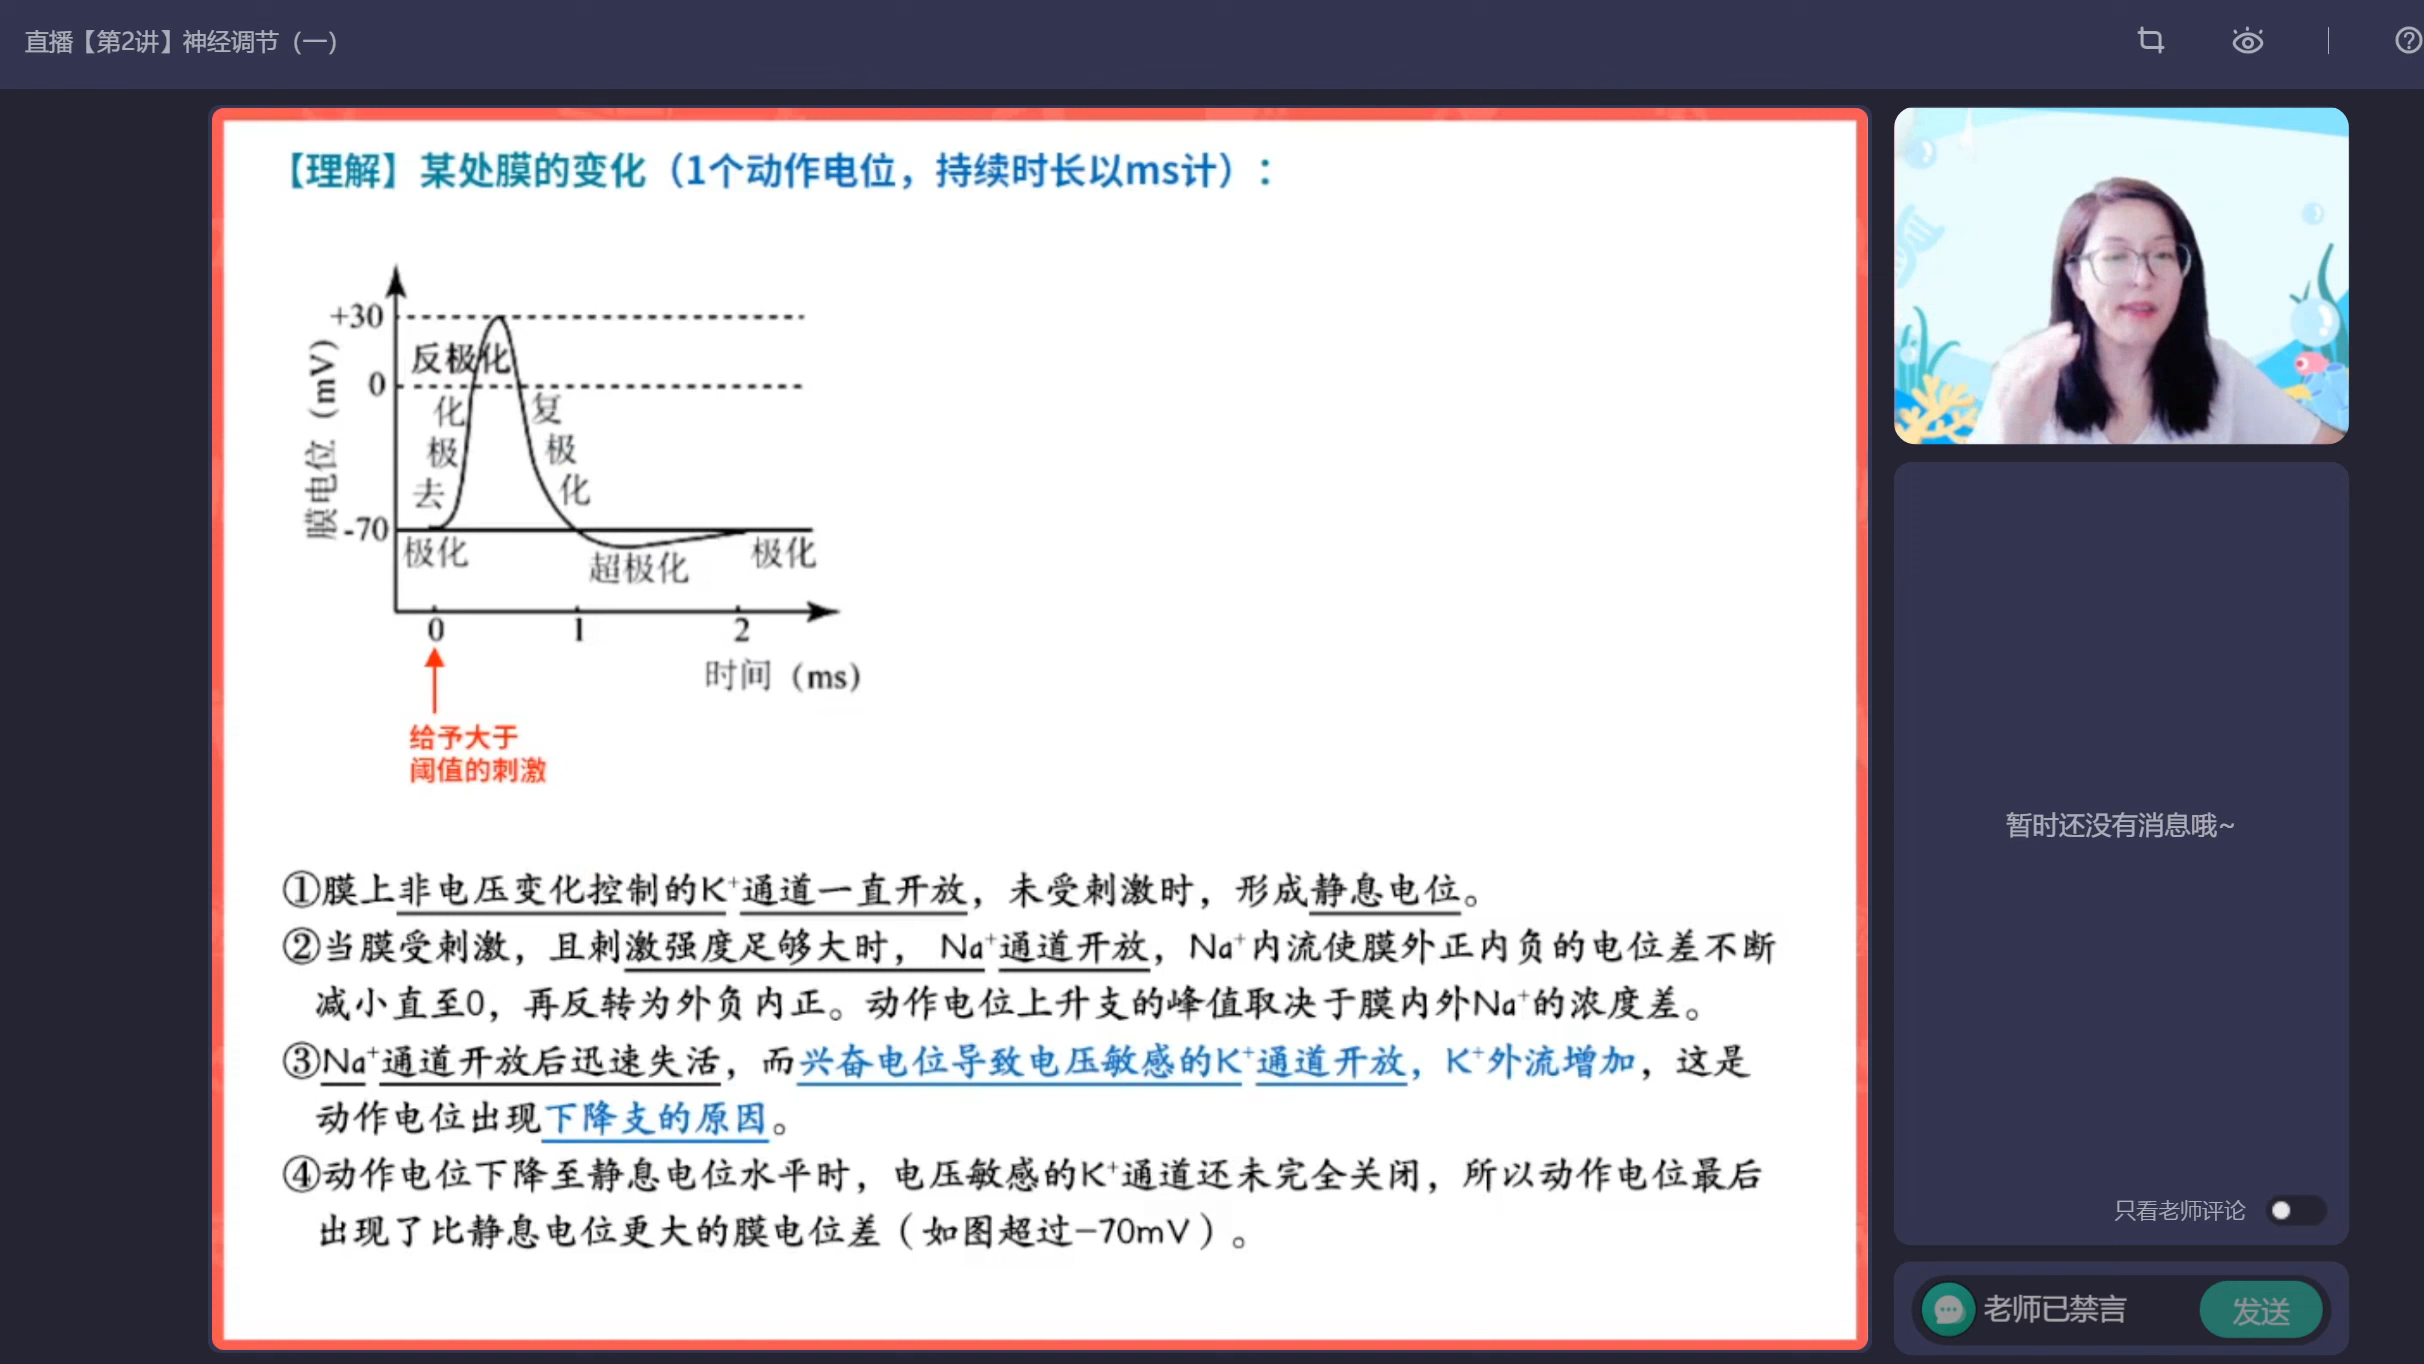 直播【第2讲】神经调节（一）
【理解】某处膜的变化（1个动作电位，持续时长以ms计）：
膜电位（mV）
+30
0
-70
反极化
去极化
复极化
极化
超极化
极化
0 1 2
时间（ms）
给予大于
阈值的刺激
①膜上非电压变化控制的K⁺通道一直开放，未受刺激时，形成静息电位。
②当膜受刺激，且刺激强度足够大时， Na⁺通道开放，Na⁺内流使膜外正内负的电位差不断
减小直至0，再反转为外负内正。动作电位上升支的峰值取决于膜内外Na⁺的浓度差。
③Na⁺通道开放后迅速失活，而兴奋电位导致电压敏感的K⁺通道开放，K⁺外流增加，这是
动作电位出现下降支的原因。
④动作电位下降至静息电位水平时，电压敏感的K⁺通道还未完全关闭，所以动作电位最后
出现了比静息电位更大的膜电位差（如图超过-70mV）。
暂时还没有消息哦~
只看老师评论
老师已禁言
发送